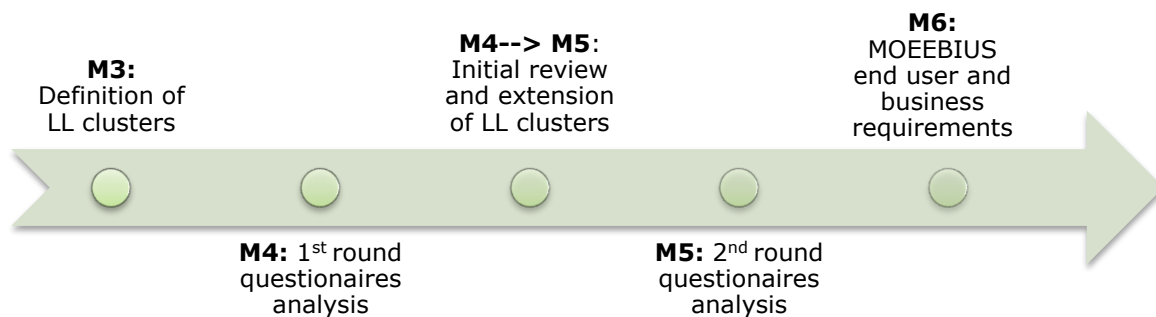 M3:
Definition of
LL clusters
M4: 1st round
questionaires
analysis
M4--> M5:
Initial review
and extension
of LL clusters
M5: 2nd round
questionaires
analysis
M6:
MOEEBIUS
end user and
business
requirements